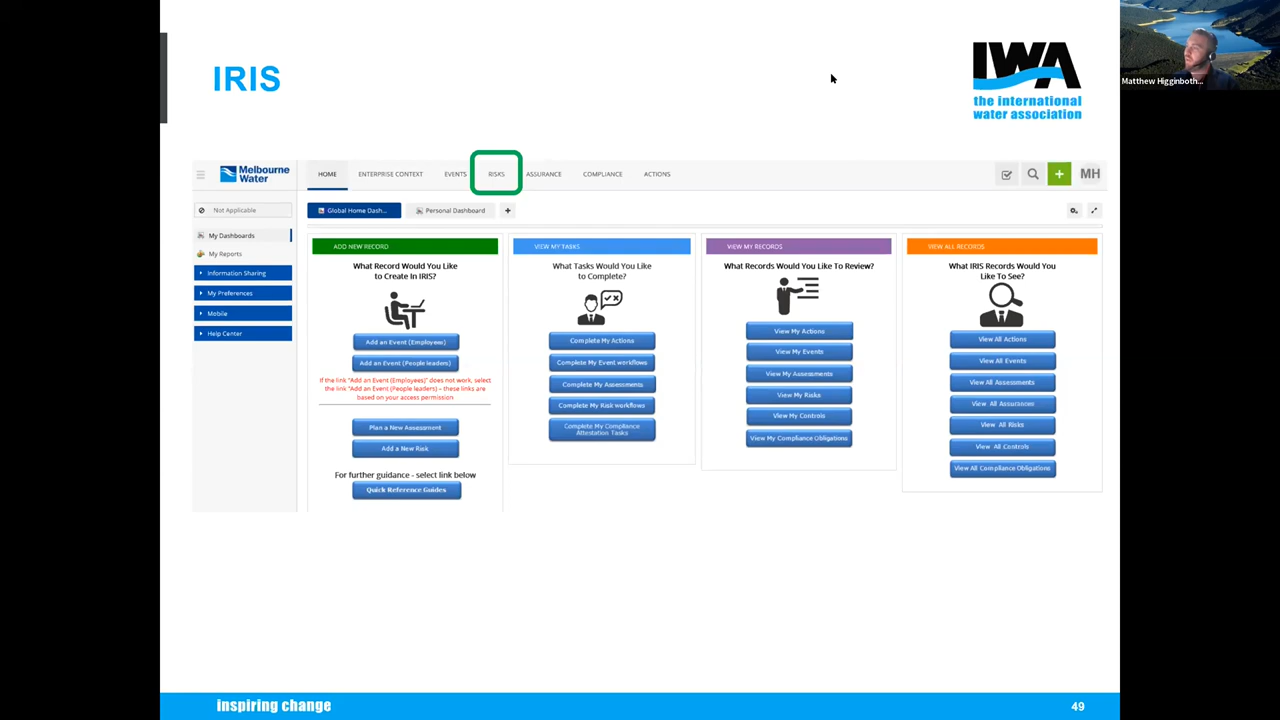 IRIS
IWA
the international
water association
Matthew Higginboth...
Melbourne
Water
HOME
ENTERPRISE CONTEXT
EVENTS
RISKS
ASSURANCE
COMPLIANCE
ACTIONS
MH
Not Applicable
Global Home Dash...
Personal Dashboard
My Dashboards
My Reports
Information Sharing
My Preferences
Mobile
Help Center
ADD NEW RECORD
What Record Would You Like
to Create In IRIS?
Add an Event (Employees)
Add an Event (People leaders)
If the link "Add an Event (Employees)" does not work, select
the link "Add an Event (People leaders) – these links are
based on your access permission
Plan a New Assessment
Add a New Risk
For further guidance - select link below
Quick Reference Guides
VIEW MY TASKS
What Tasks Would You Like
to Complete?
Complete My Actions
Complete My Event workflows
Complete My Assessments
Complete My Risk workflows
Complete My Compliance
Attestation Tasks
VIEW MY RECORDS
What Records Would You Like To Review?
View My Actions
View My Events
View My Assessments
View My Risks
View My Controls
View My Compliance Obligations
VIEW ALL RECORDS
What IRIS Records Would You
Like To See?
View All Actions
View All Events
View All Assessments
View All Assurances
View All Risks
View All Controls
View All Compliance Obligations
inspiring change
49